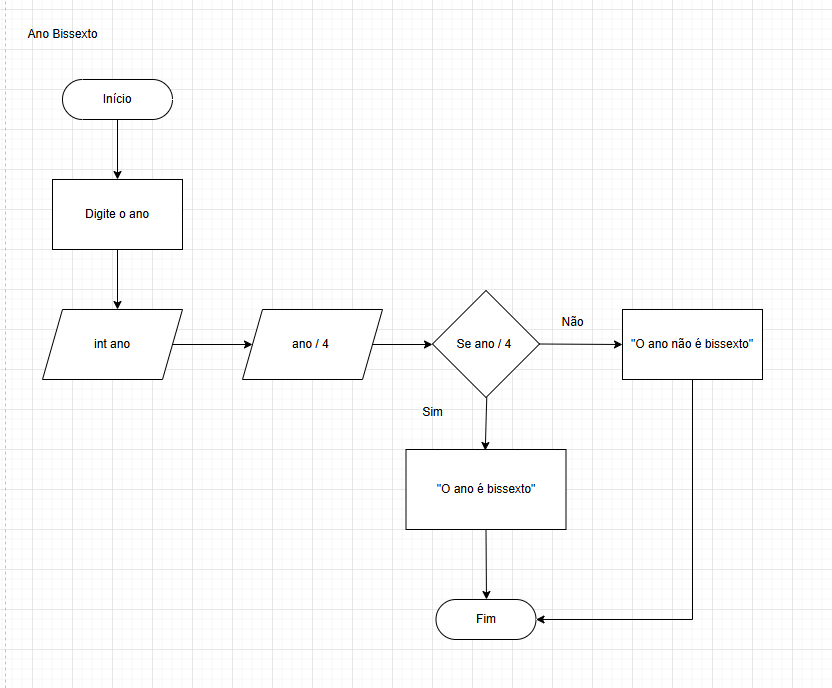 Ano Bissexto
Início
Digite o ano
int ano
ano / 4
Se ano / 4
Não
"O ano não é bissexto"
Sim
"O ano é bissexto"
Fim